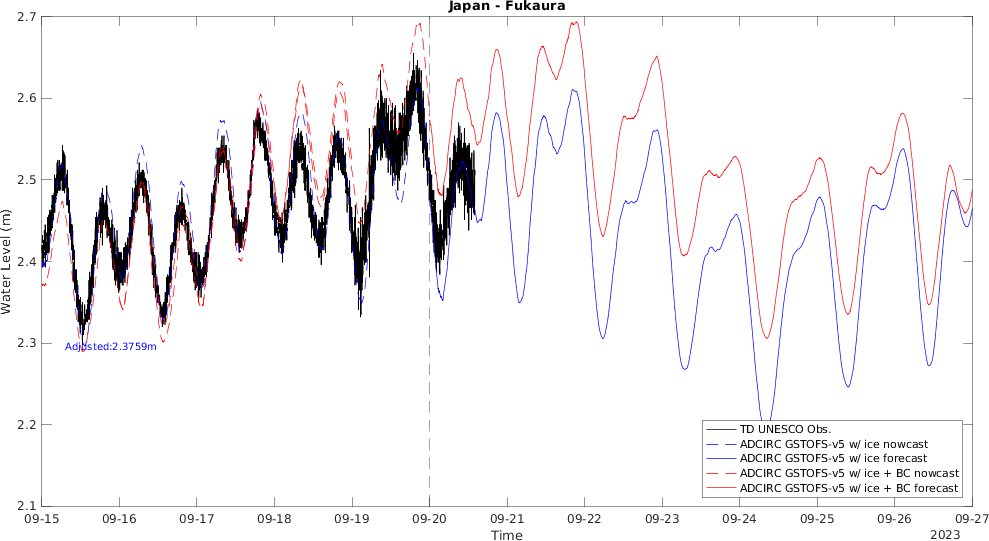 Japan - Fukaura
2.7
2.6
2.5
2.4
2.3
2.2
2.1
Water Level (m)
Adjusted:2.3759m
TD UNESCO Obs.
ADCIRC GSTOFS-v5 w/ ice nowcast
ADCIRC GSTOFS-v5 w/ ice forecast
ADCIRC GSTOFS-v5 w/ ice + BC nowcast
ADCIRC GSTOFS-v5 w/ ice + BC forecast
09-15 09-16 09-17 09-18 09-19 09-20 09-21 09-22 09-23 09-24 09-25 09-26 09-27
Time
2023